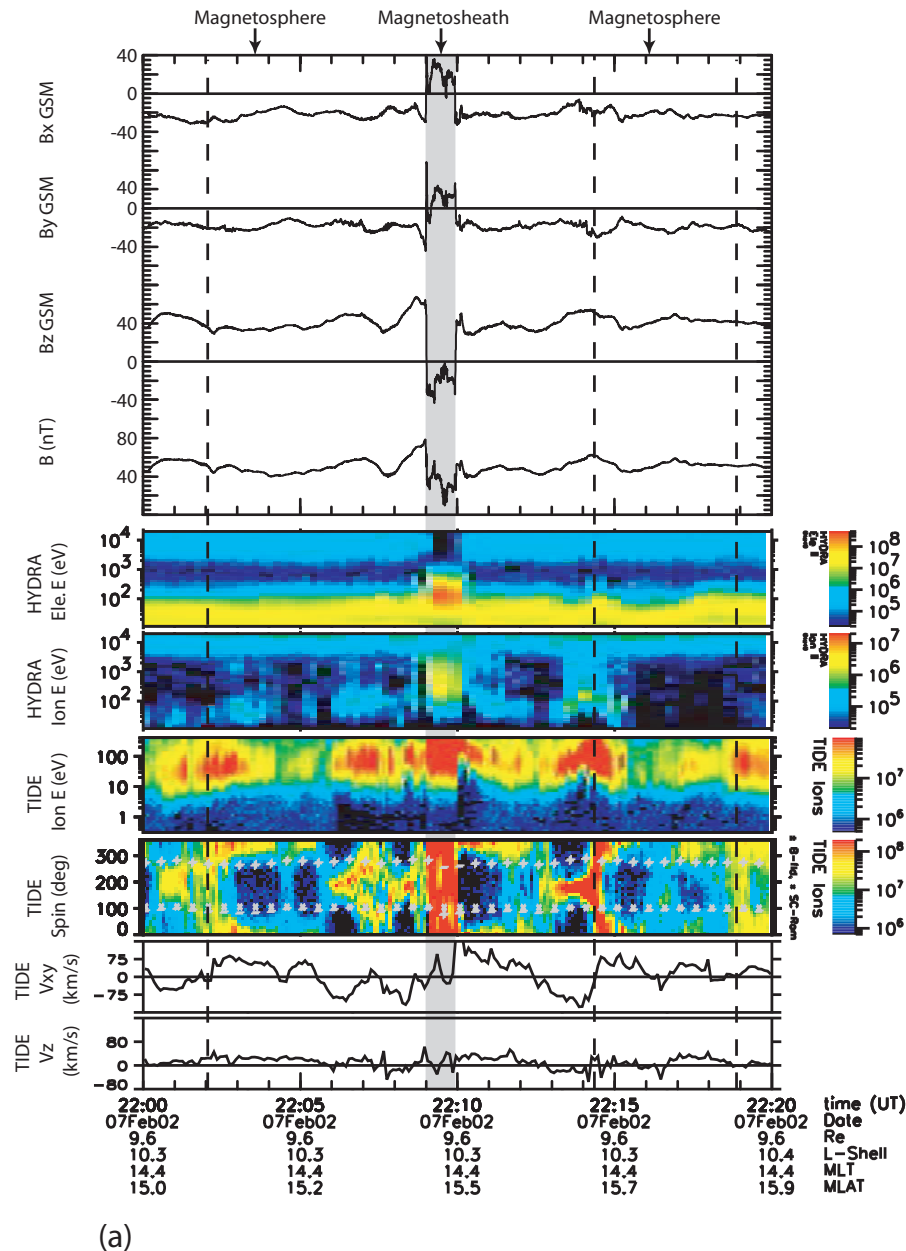 Magnetosphere Magnetosheath Magnetosphere
Bx GSM
40
0
-40
By GSM
40
0
-40
Bz GSM
40
0
-40
B (nT)
80
40
HYDRA
Ele. E (eV)
10^4
10^3
10^2
HYDRA
Ele E
10^8
10^7
10^6
10^5
HYDRA
Ion E (eV)
10^4
10^3
10^2
HYDRA
Ion E
10^7
10^6
10^5
TIDE
Ion E (eV)
100
10
1
TIDE
Ions
10^7
10^6
TIDE
Spin (deg)
300
200
100
0
TIDE Ions
10^8
10^7
10^6
TIDE
Vxy
(km/s)
75
0
-75
TIDE
Vz
(km/s)
80
0
-80
22:00 22:05 22:10 22:15 22:20 time (UT)
07Feb02 07Feb02 07Feb02 07Feb02 07Feb02 Date
9.6 9.6 9.6 9.6 9.6 Re
10.3 10.3 10.3 10.3 10.4 L-Shell
14.4 14.4 14.4 14.4 14.4 MLT
15.0 15.2 15.5 15.7 15.9 MLAT
(a)